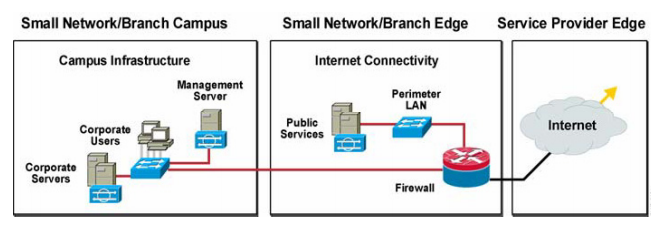 Small Network/Branch Campus
Small Network/Branch Edge
Service Provider Edge
Campus Infrastructure
Management
Server
Corporate
Users
Corporate
Servers
Internet Connectivity
Perimeter
LAN
Public
Services
Firewall
Internet